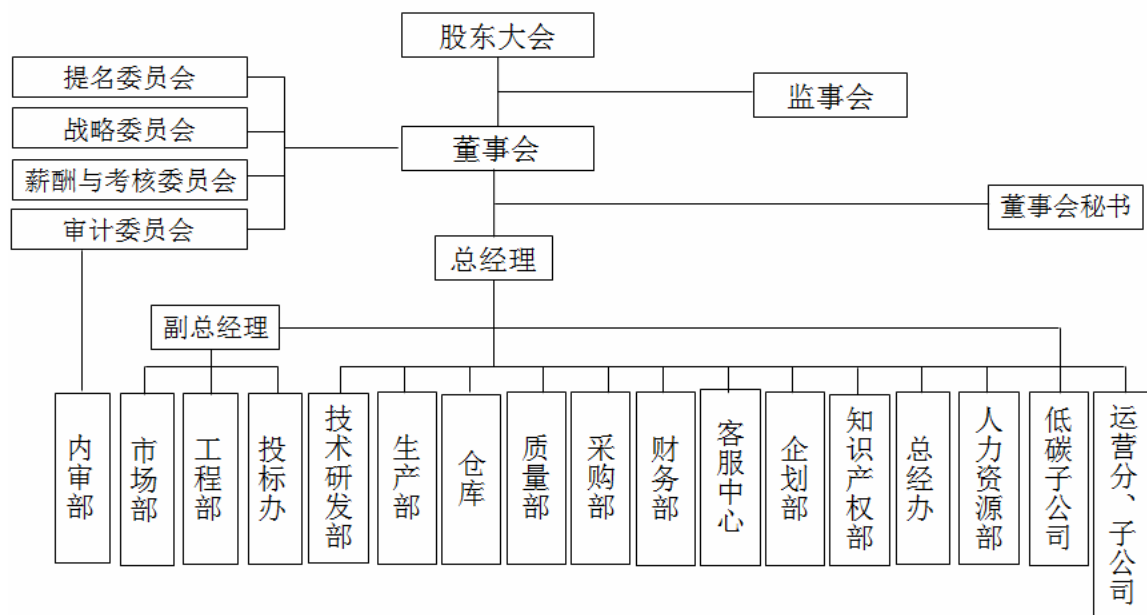 股东大会
提名委员会
监事会
战略委员会
董事会
薪酬与考核委员会
审计委员会
董事会秘书
总经理
副总经理
内审部
市场部
工程部
投标办
技术研发部
生产部
仓库
质量部
采购部
财务部
客服中心
企划部
知识产权部
总经办
人力资源部
低碳子公司
运营分、子公司